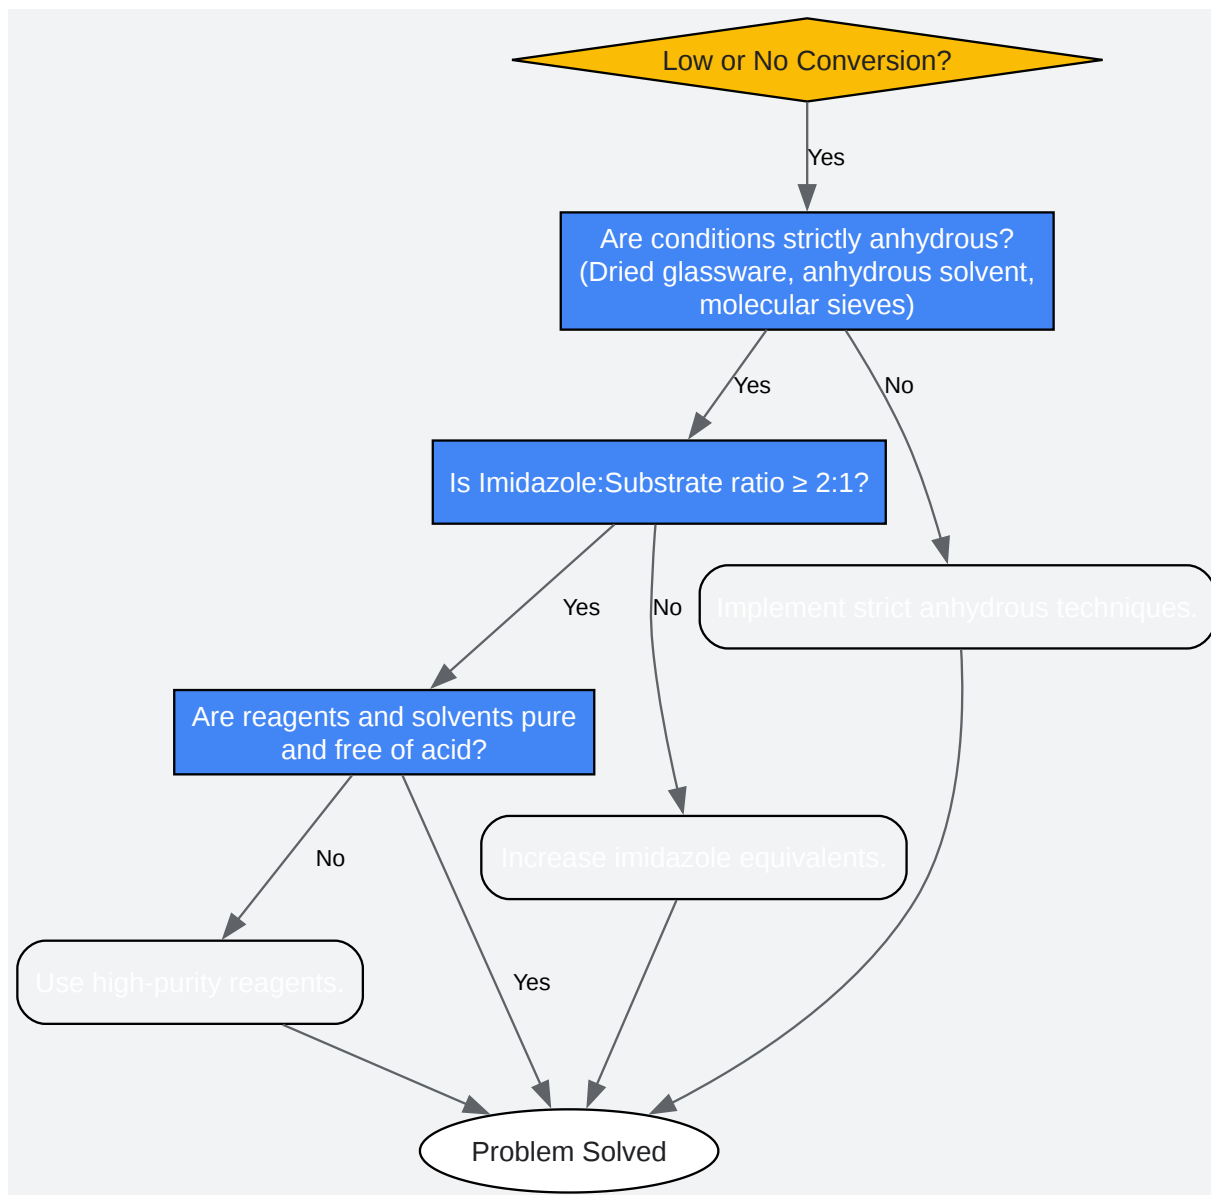 Low or No Conversion?
Yes
Are conditions strictly anhydrous?
(Dried glassware, anhydrous solvent,
molecular sieves)
Yes
No
Is Imidazole:Substrate ratio ≥ 2:1?
Yes
No
Implement strict anhydrous techniques.
Are reagents and solvents pure
and free of acid?
No
Increase imidazole equivalents.
Use high-purity reagents.
Yes
Problem Solved